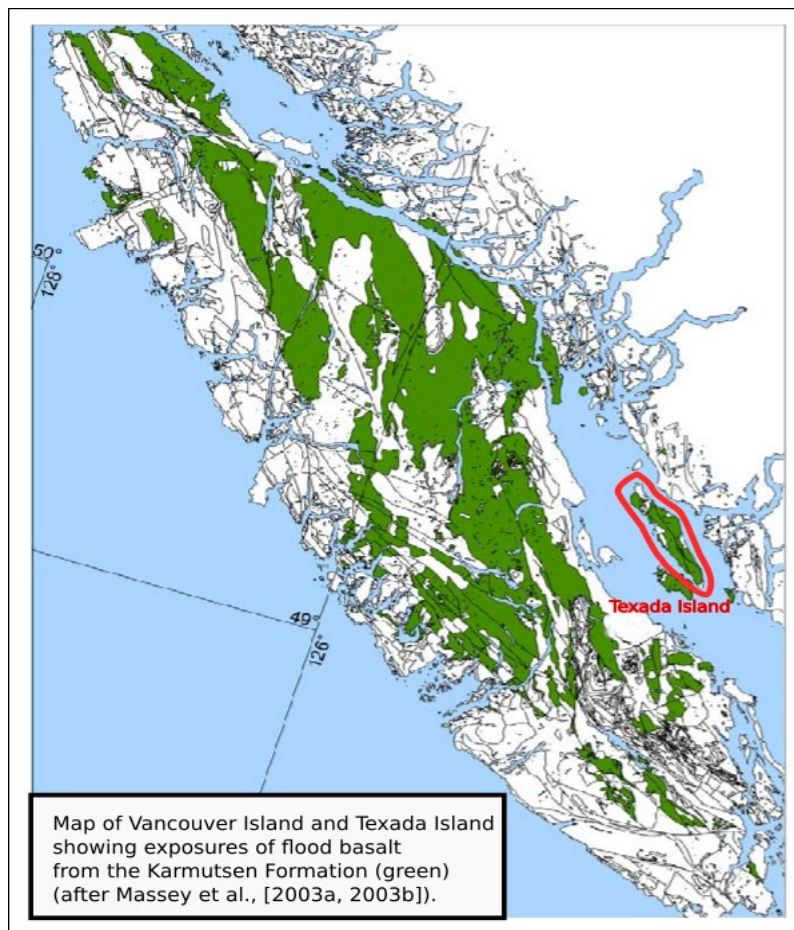 50°
128°
49°
126°
Texada Island
Map of Vancouver Island and Texada Island
showing exposures of flood basalt
from the Karmutsen Formation (green)
(after Massey et al., [2003a, 2003b]).